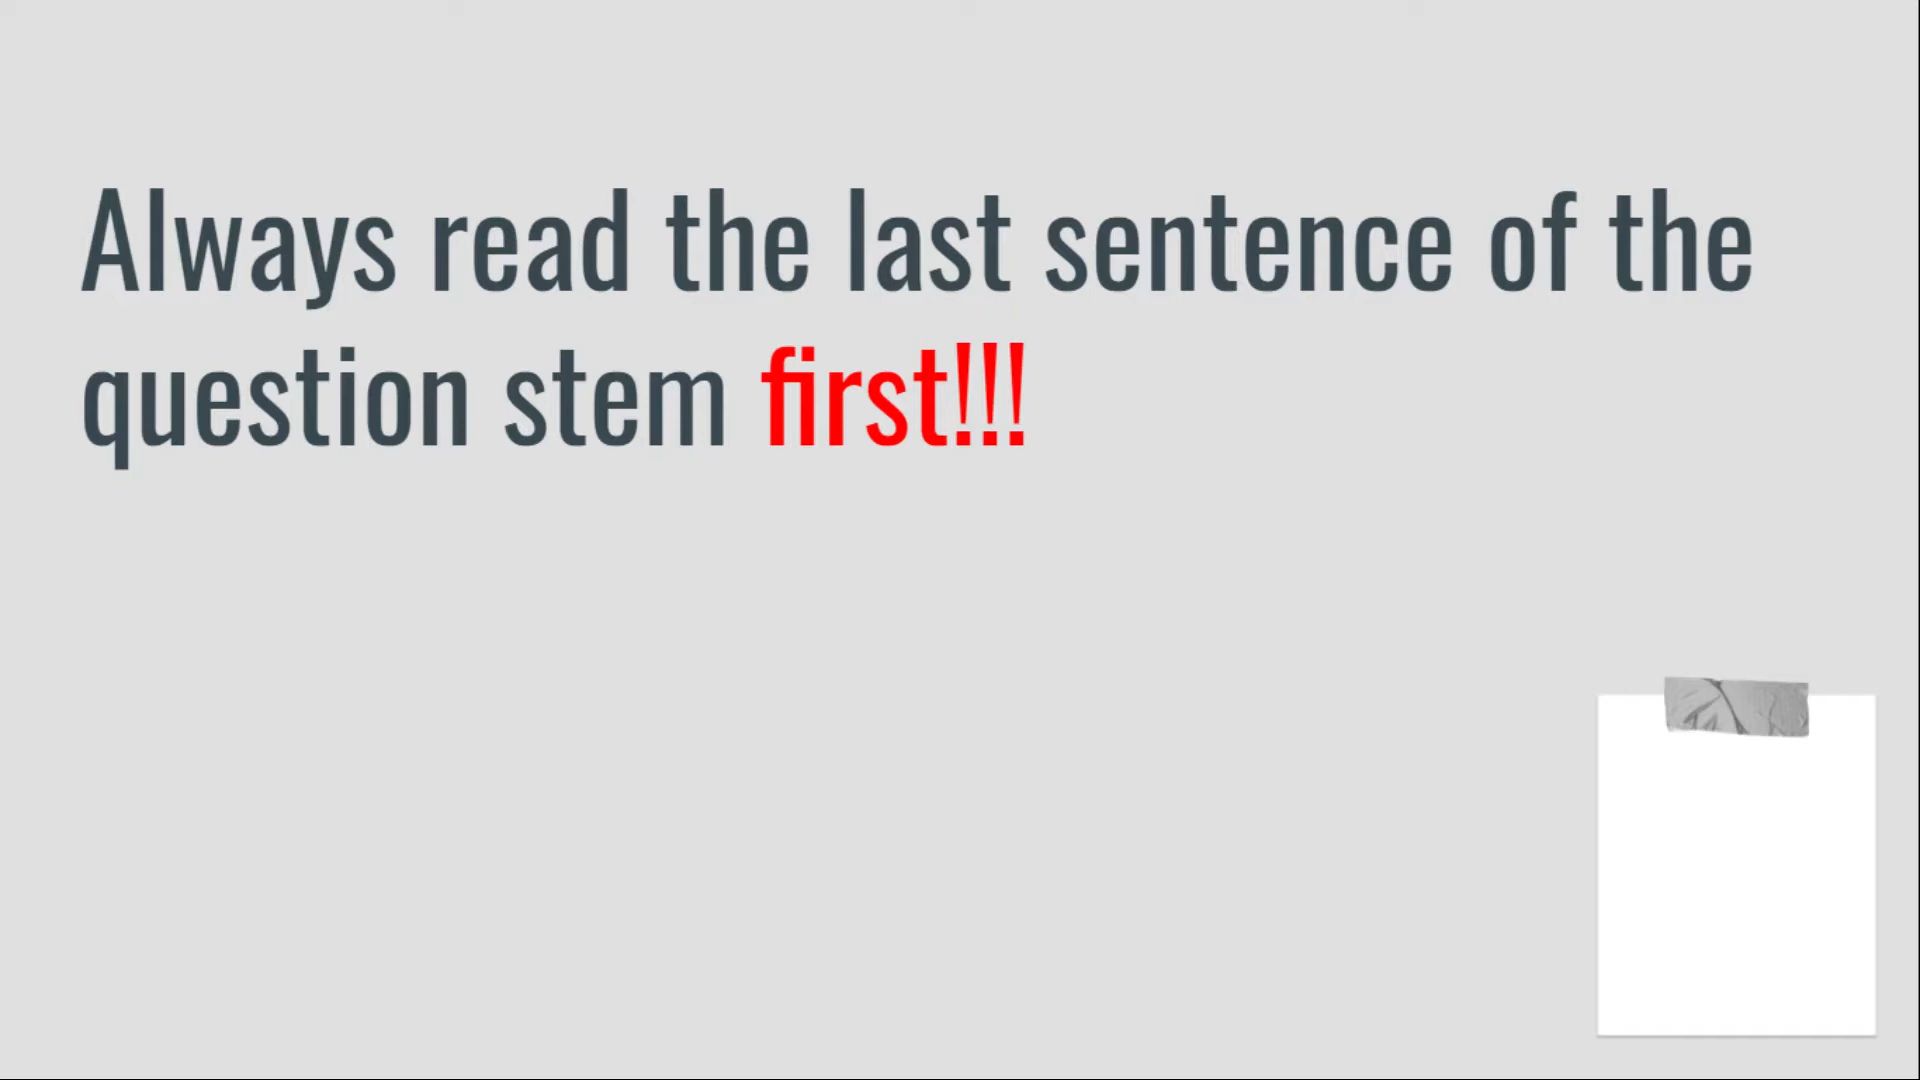 Always read the last sentence of the
question stem first!!!